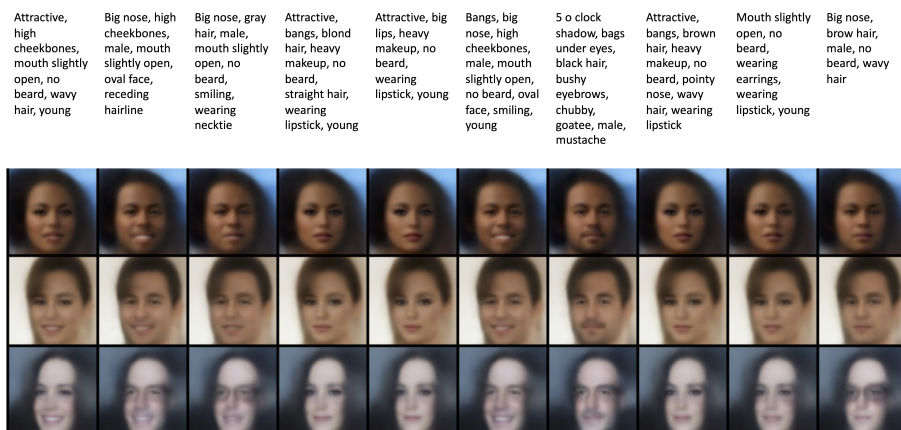 Attractive,
high
cheekbones,
mouth slightly
open, no
beard, wavy
hair, young
Big nose, high
cheekbones,
male, mouth
slightly open,
oval face,
receding
hairline
Big nose, gray
hair, male,
mouth slightly
open, no
beard,
smiling,
wearing
necktie
Attractive,
bangs, blond
hair, heavy
makeup, no
beard,
straight hair,
wearing
lipstick, young
Attractive, big
lips, heavy
makeup, no
beard,
wearing
lipstick, young
Bangs, big
nose, high
cheekbones,
male, mouth
slightly open,
no beard, oval
face, smiling,
young
5 o clock
shadow, bags
under eyes,
black hair,
bushy
eyebrows,
chubby,
goatee, male,
mustache
Attractive,
bangs, brown
hair, heavy
makeup, no
beard, pointy
nose, wavy
hair, wearing
lipstick
Mouth slightly
open, no
beard,
wearing
earrings,
wearing
lipstick, young
Big nose,
brow hair,
male, no
beard, wavy
hair